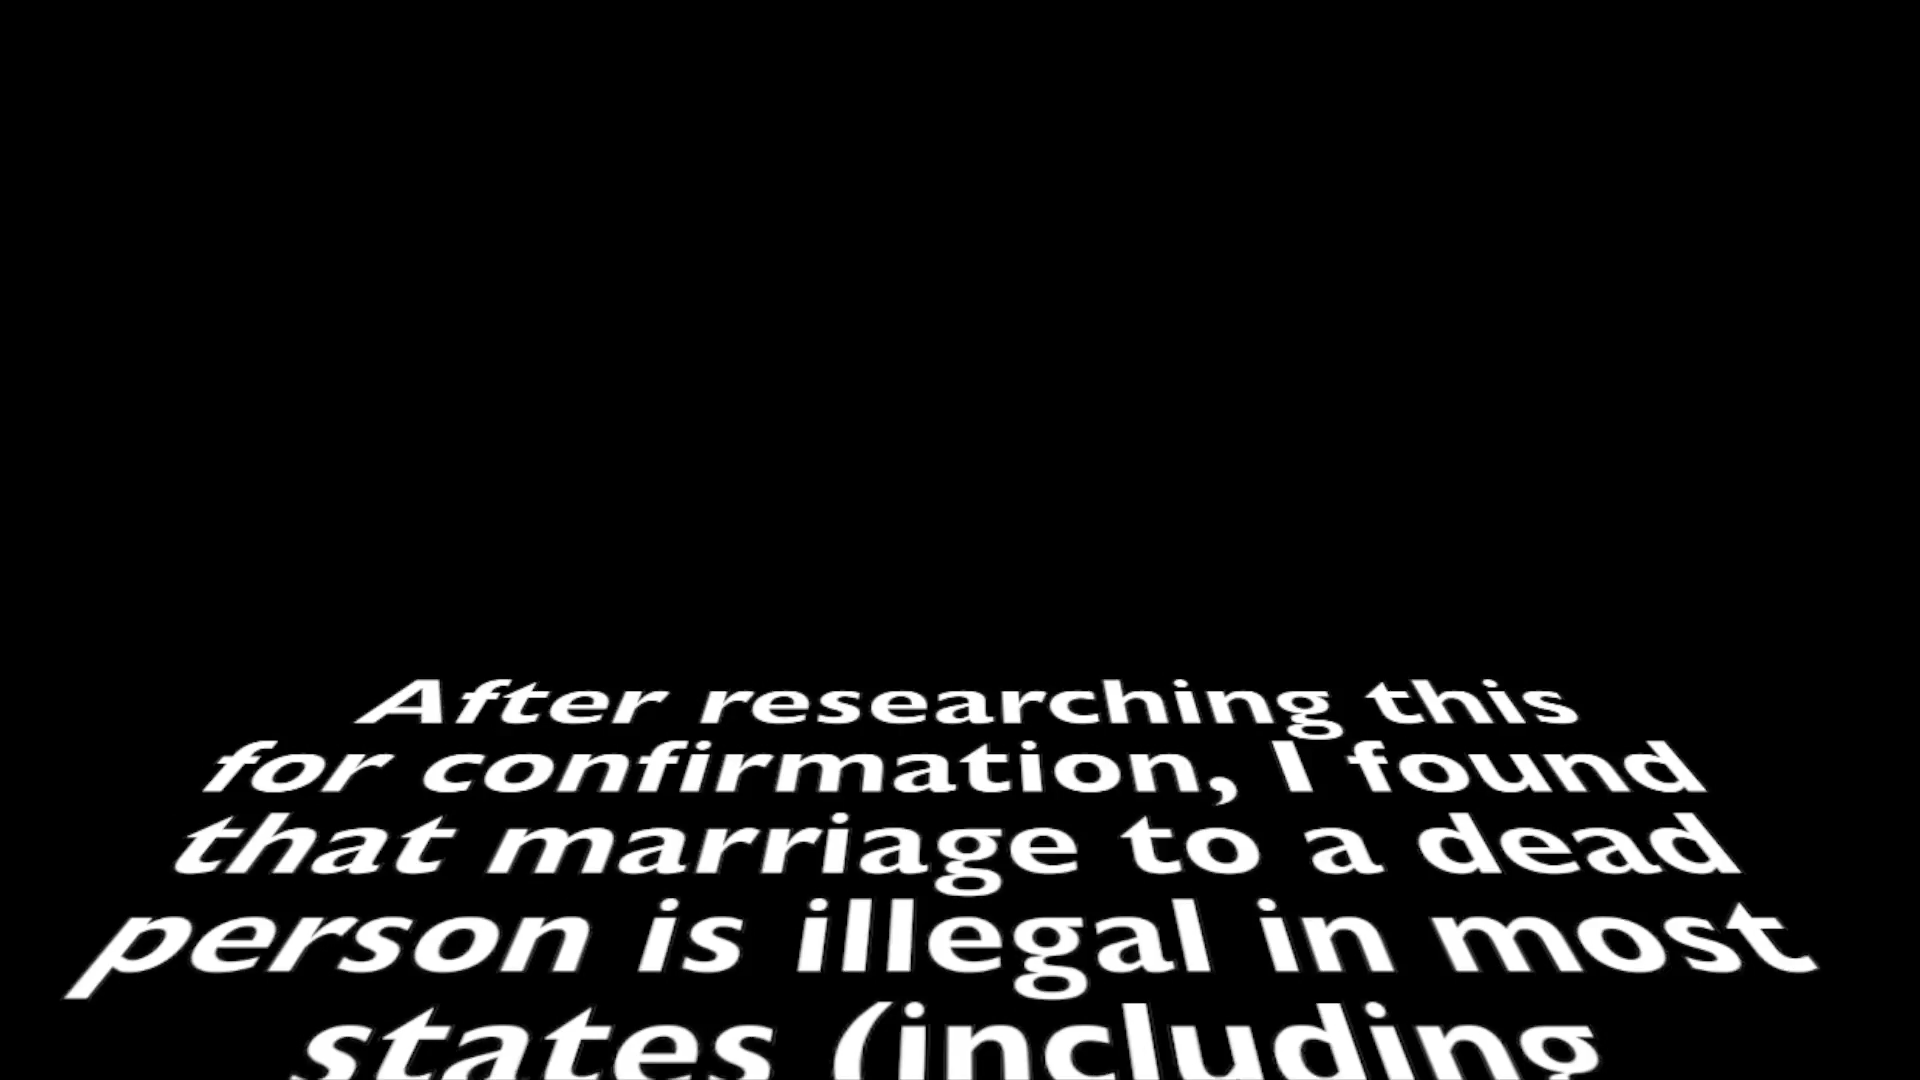 After researching this
for confirmation, I found
that marriage to a dead
person is illegal in most
states (including